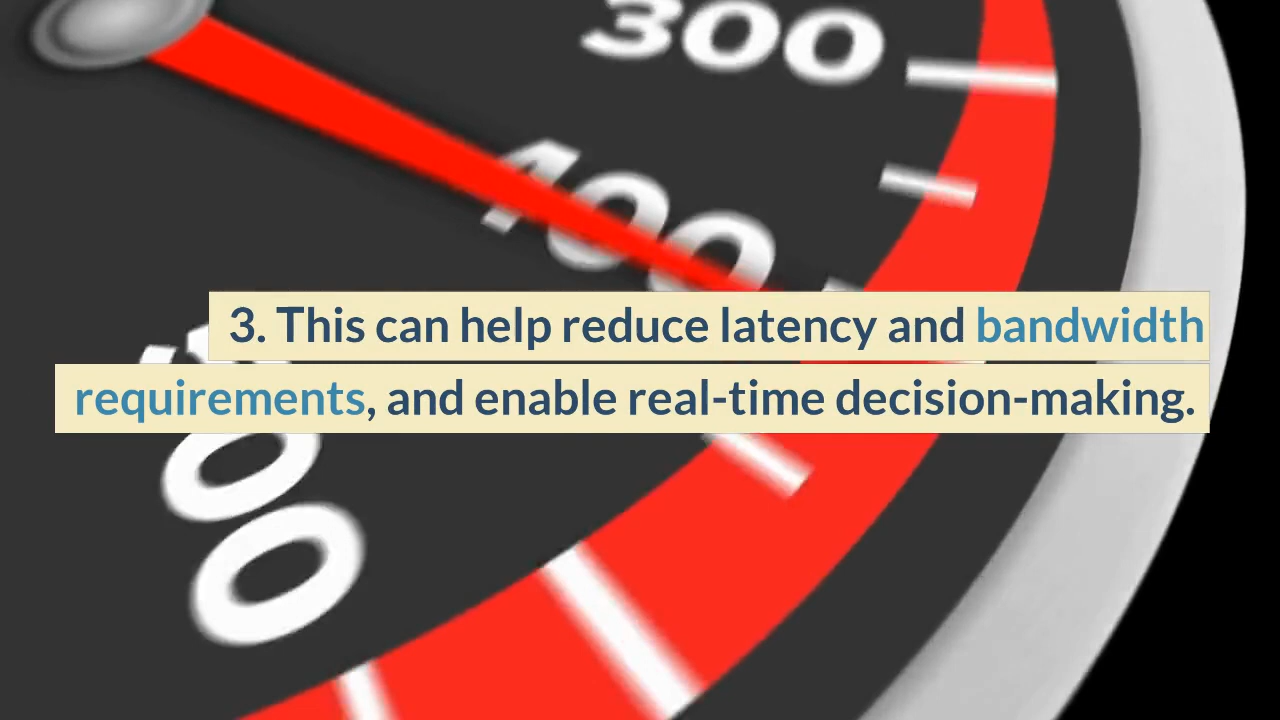 300
400
3. This can help reduce latency and bandwidth
requirements, and enable real-time decision-making.